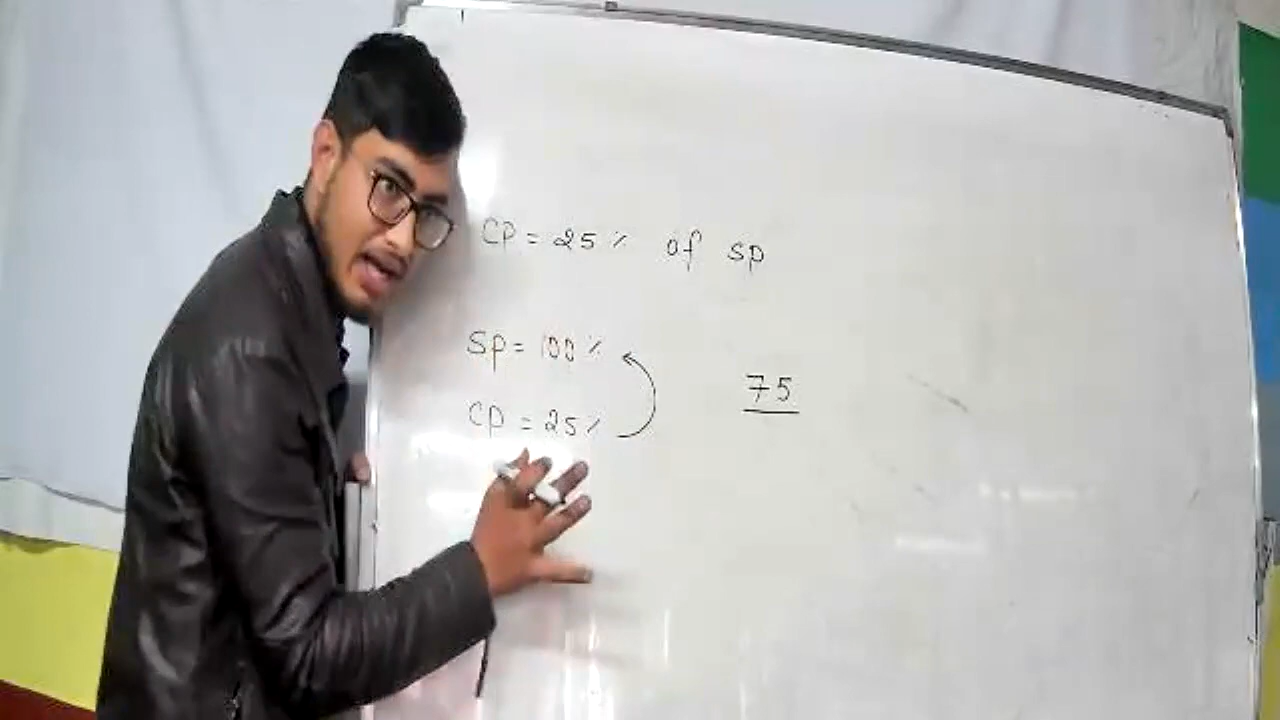 CP = 25% of SP
SP = 100%
75
CP = 25%